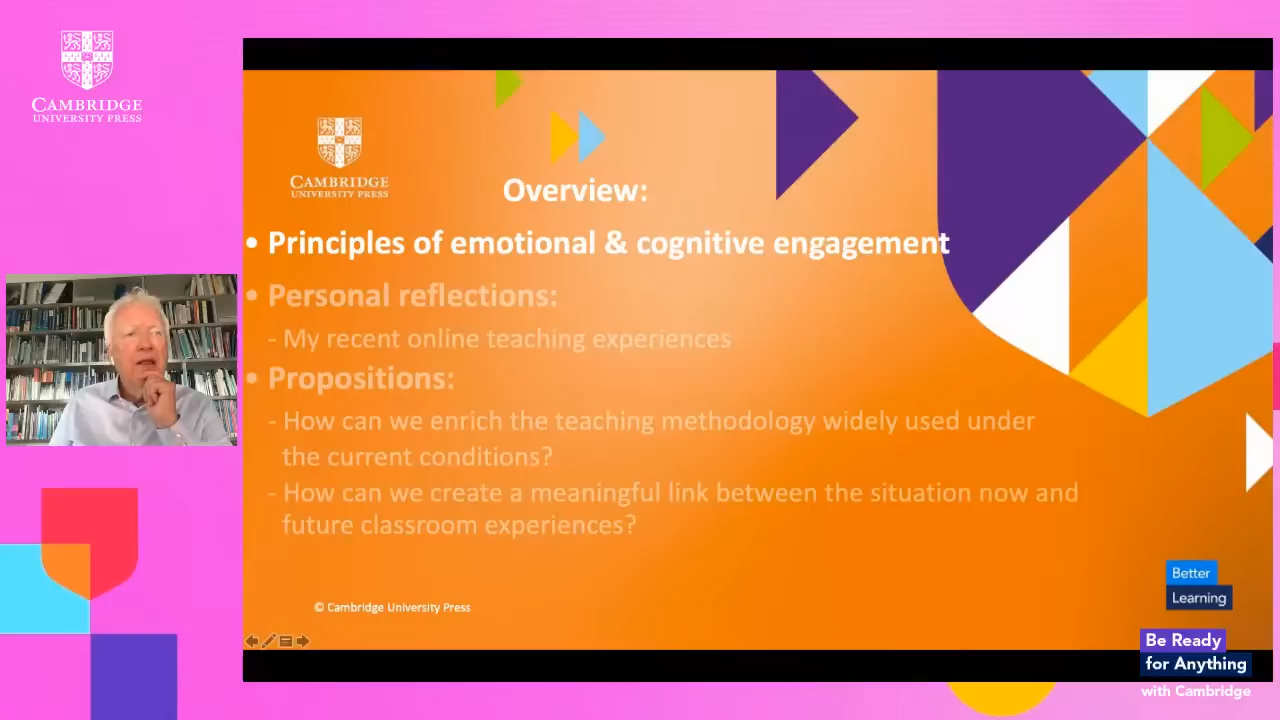 CAMBRIDGE
UNIVERSITY PRESS
CAMBRIDGE
UNIVERSITY PRESS
Overview:
• Principles of emotional & cognitive engagement
• Personal reflections:
- My recent online teaching experiences
• Propositions:
- How can we enrich the teaching methodology widely used under
the current conditions?
- How can we create a meaningful link between the situation now and
future classroom experiences?
© Cambridge University Press
Better
Learning
Be Ready
for Anything
with Cambridge